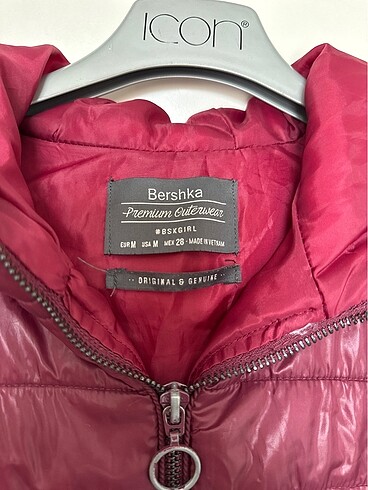 ICON®
Bershka
Premium Outerwear
#BSKGIRL
EUR M USA M MEX 28 - MADE IN VIETNAM
·· ORIGINAL & GENUINE ··